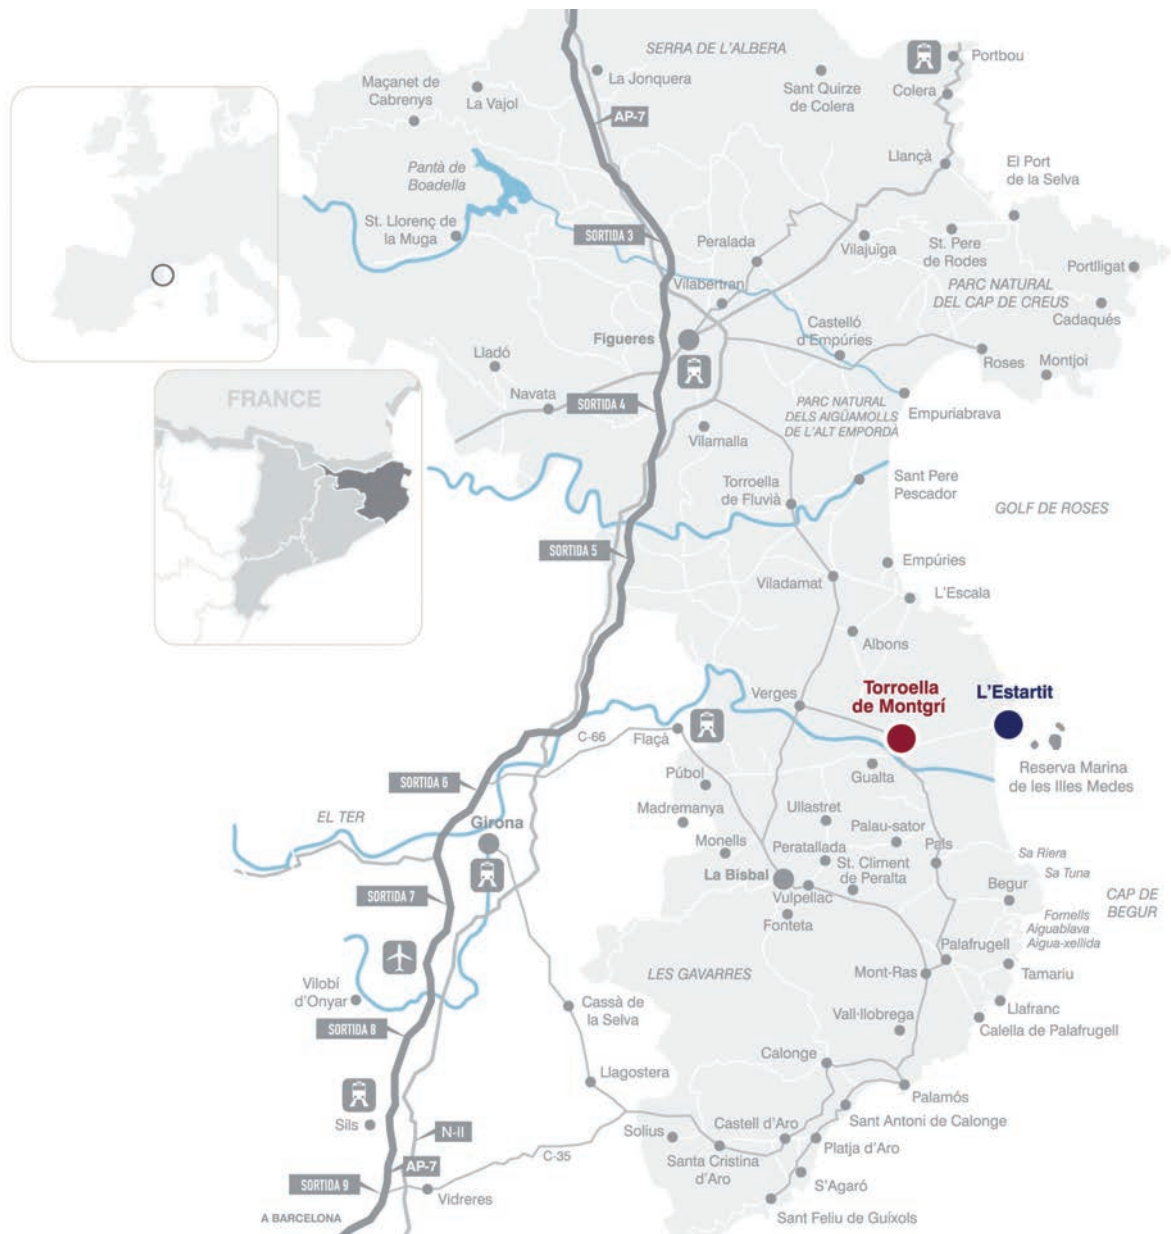 SERRA DE L'ALBERA
Portbou
La Jonquera
Maçanet de
Cabrenys
La Vajol
Sant Quirze
de Colera
Colera
AP-7
Pantà de
Boadella
Llançà
El Port
de la Selva
St. Llorenç de
la Muga
SORTIDA 3
Peralada
Vilajuïga
St. Pere
de Rodes
Portlligat
Vilabertran
PARC NATURAL
DEL CAP DE CREUS
Cadaqués
Figueres
Castelló
d'Empúries
Lladó
Roses
Montjoi
Navata
SORTIDA 4
PARC NATURAL
DELS AIGÜAMOLLS
DE L'ALT EMPORDÀ
Empuriabrava
FRANCE
Vilamalla
Torroella
de Fluvià
Sant Pere
Pescador
GOLF DE ROSES
SORTIDA 5
Empúries
Viladamat
L'Escala
Albons
Verges
Torroella
de Montgrí
L'Estartit
C-66
Flaçà
Púbol
Gualta
Reserva Marina
de les Illes Medes
SORTIDA 6
Madremanya
Ullastret
EL TER
Girona
Monells
Palau-sator
Peratallada
Pals
Sa Riera
Sa Tuna
St. Climent
de Peralta
La Bisbal
Begur
CAP DE
BEGUR
SORTIDA 7
Vulpellac
Fonteta
Fornells
Aiguablava
Aigua-xellida
Palafrugell
LES GAVARRES
Mont-Ras
Tamariu
Vilobí
d'Onyar
Cassà de
la Selva
Llafranc
Vall·llobrega
Calella de Palafrugell
SORTIDA 8
Calonge
Llagostera
Palamós
Sils
Sant Antoni de Calonge
N-II
Solius
Castell d'Aro
Platja d'Aro
C-35
Santa Cristina
d'Aro
AP-7
SORTIDA 9
Vidreres
S'Agaró
A BARCELONA
Sant Feliu de Guíxols